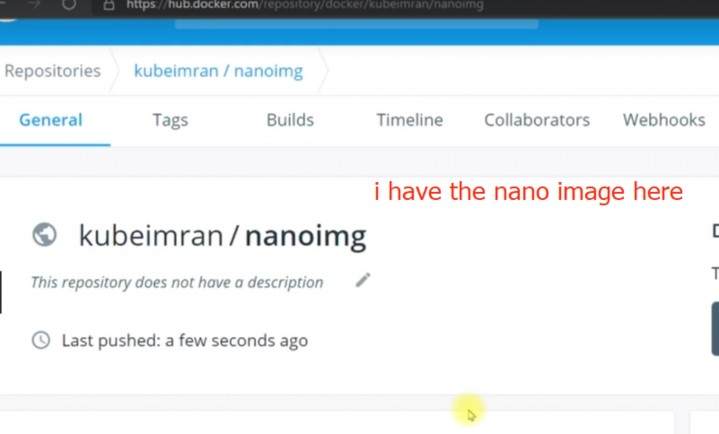 https://hub.docker.com/repository/docker/kubeimran/nanoimg
Repositories kubeimran / nanoimg
General Tags Builds Timeline Collaborators Webhooks
i have the nano image here
kubeimran / nanoimg
This repository does not have a description
Last pushed: a few seconds ago